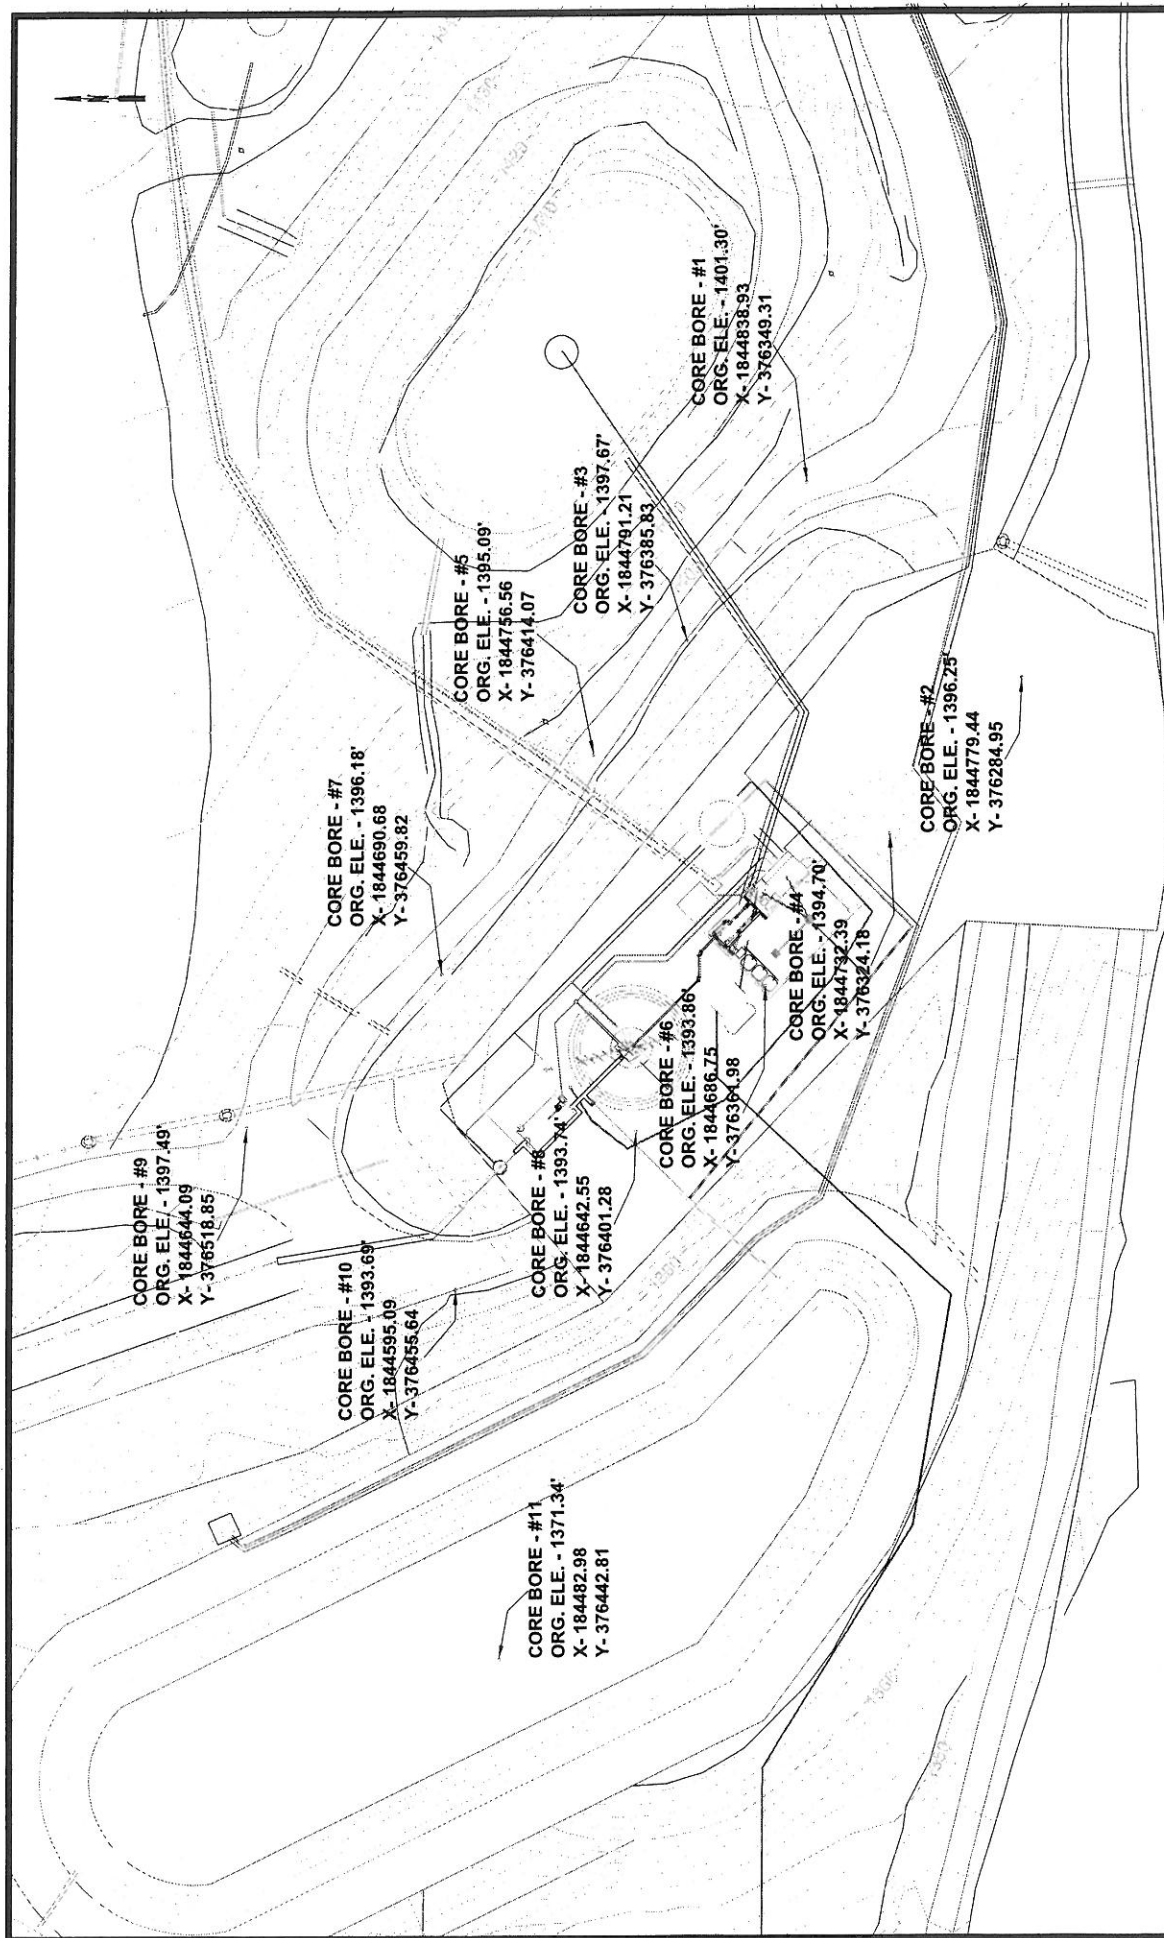 CORE BORE - #9
ORG. ELE. - 1397.49'
X- 1844644.09
Y- 376518.85
CORE BORE - #7
ORG. ELE. - 1396.18'
X- 1844690.68
Y- 376459.82
CORE BORE - #5
ORG. ELE. - 1395.09'
X- 1844756.56
Y- 376414.07
CORE BORE - #3
ORG. ELE. - 1397.67'
X- 1844791.21
Y- 376385.83
CORE BORE - #1
ORG. ELE. - 1401.30'
X- 1844838.93
Y- 376349.31
CORE BORE - #10
ORG. ELE. - 1393.69'
X- 1844595.09
Y- 376455.64
CORE BORE - #8
ORG. ELE. - 1393.74'
X- 1844642.55
Y- 376401.28
CORE BORE - #6
ORG. ELE. - 1393.86'
X- 1844686.75
Y- 376361.98
CORE BORE - #4
ORG. ELE. - 1394.70'
X- 1844732.39
Y- 376324.18
CORE BORE - #2
ORG. ELE. - 1396.25'
X- 1844779.44
Y- 376284.95
CORE BORE - #11
ORG. ELE. - 1371.34'
X- 184482.98
Y- 376442.81